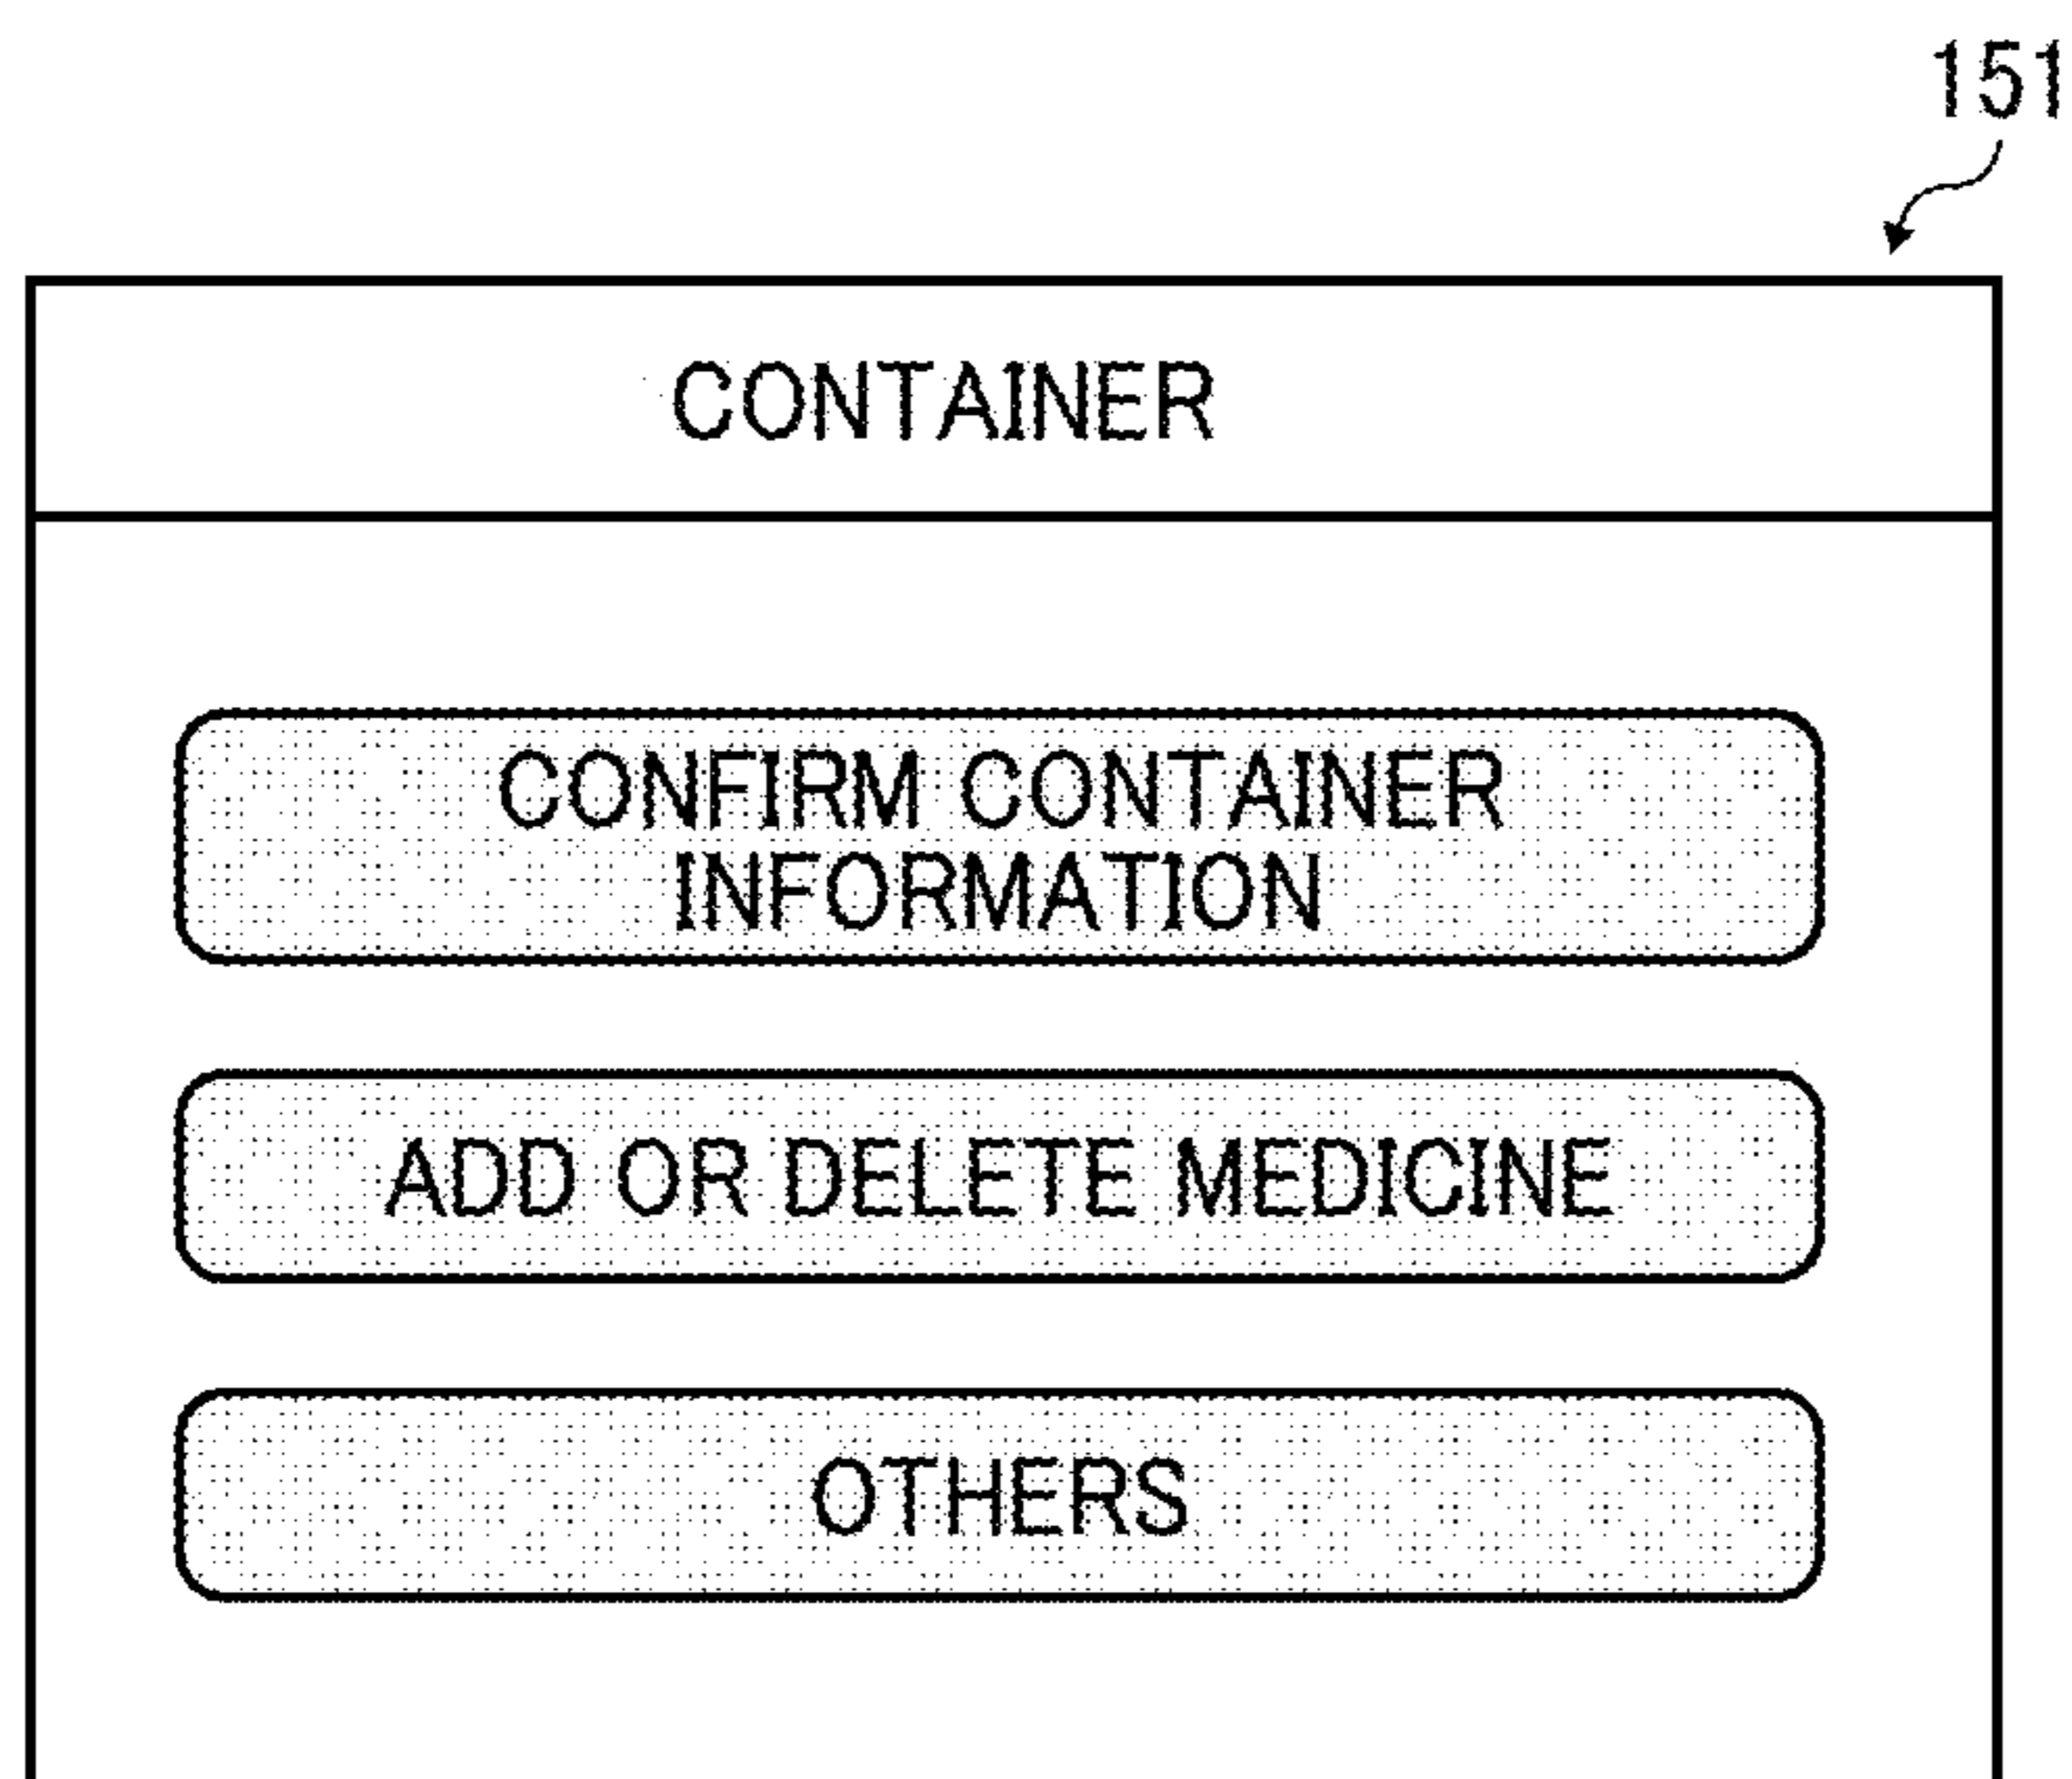 151
CONTAINER
CONFIRM CONTAINER
INFORMATION
ADD OR DELETE MEDICINE
OTHERS